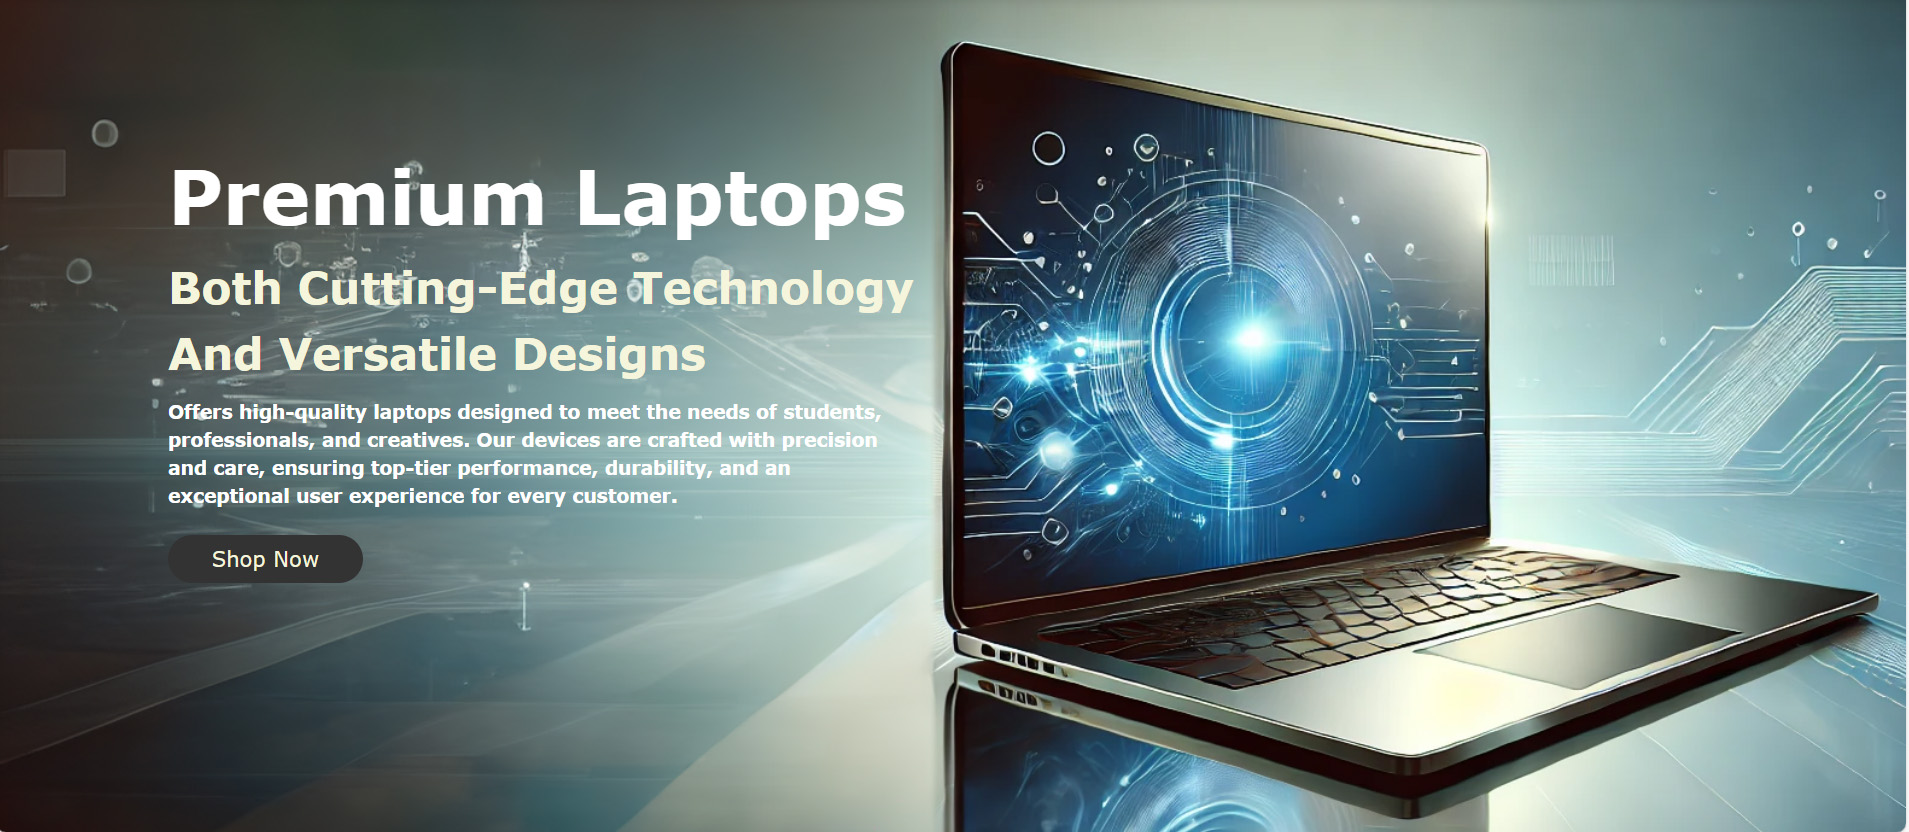 Premium Laptops
Both Cutting-Edge Technology
And Versatile Designs
Offers high-quality laptops designed to meet the needs of students,
professionals, and creatives. Our devices are crafted with precision
and care, ensuring top-tier performance, durability, and an
exceptional user experience for every customer.
Shop Now